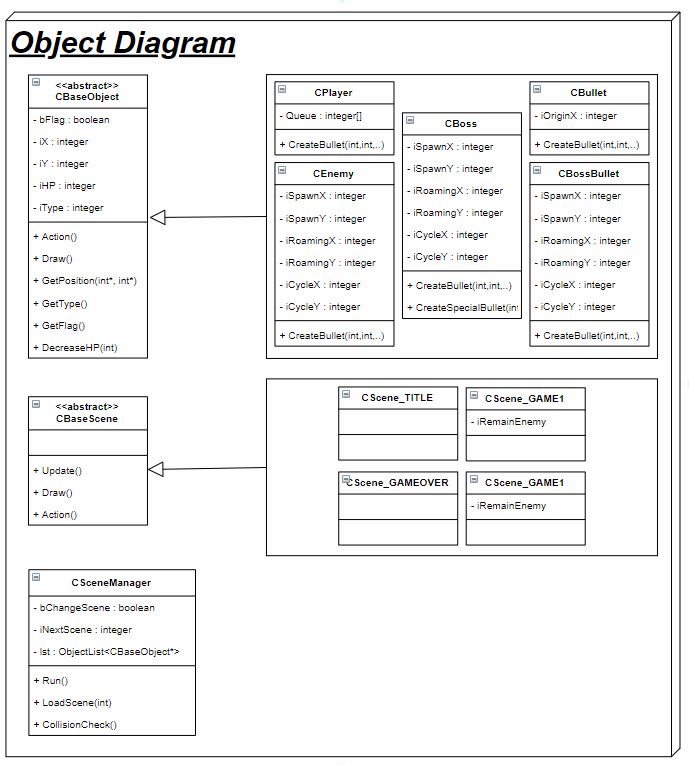 Object Diagram
<<abstract>>
CBaseObject
- bFlag : boolean
- iX : integer
- iY : integer
- iHP : integer
- iType : integer
+ Action()
+ Draw()
+ GetPosition(int*, int*)
+ GetType()
+ GetFlag()
+ DecreaseHP(int)
CPlayer
- Queue : integer[]
+ CreateBullet(int,int,..)
CEnemy
- iSpawnX : integer
- iSpawnY : integer
- iRoamingX : integer
- iRoamingY : integer
- iCycleX : integer
- iCycleY : integer
+ CreateBullet(int,int,..)
CBoss
- iSpawnX : integer
- iSpawnY : integer
- iRoamingX : integer
- iRoamingY : integer
- iCycleX : integer
- iCycleY : integer
+ CreateBullet(int,int,..)
+ CreateSpecialBullet(int
CBullet
- iOriginX : integer
+ CreateBullet(int,int,..)
CBossBullet
- iSpawnX : integer
- iSpawnY : integer
- iRoamingX : integer
- iRoamingY : integer
- iCycleX : integer
- iCycleY : integer
+ CreateBullet(int,int,..)
<<abstract>>
CBaseScene
+ Update()
+ Draw()
+ Action()
CScene_TITLE
CScene_GAME1
- iRemainEnemy
CScene_GAMEOVER
CScene_GAME1
- iRemainEnemy
CSceneManager
- bChangeScene : boolean
- iNextScene : integer
- lst : ObjectList<CBaseObject*>
+ Run()
+ LoadScene(int)
+ CollisionCheck()